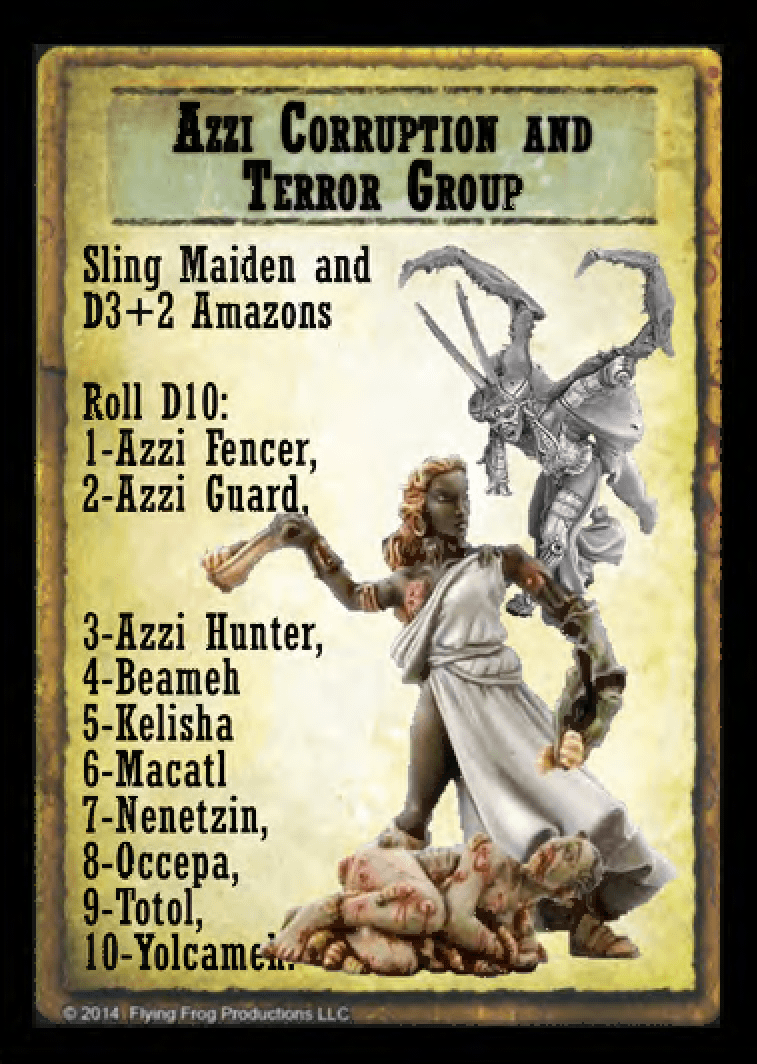 Azzi Corruption and
Terror Group
Sling Maiden and
D3+2 Amazons
Roll D10:
1-Azzi Fencer,
2-Azzi Guard,
3-Azzi Hunter,
4-Beameh
5-Kelisha
6-Macatl
7-Nenetzin,
8-Occepa,
9-Totol,
10-Yolcameh.
© 2014 Flying Frog Productions LLC